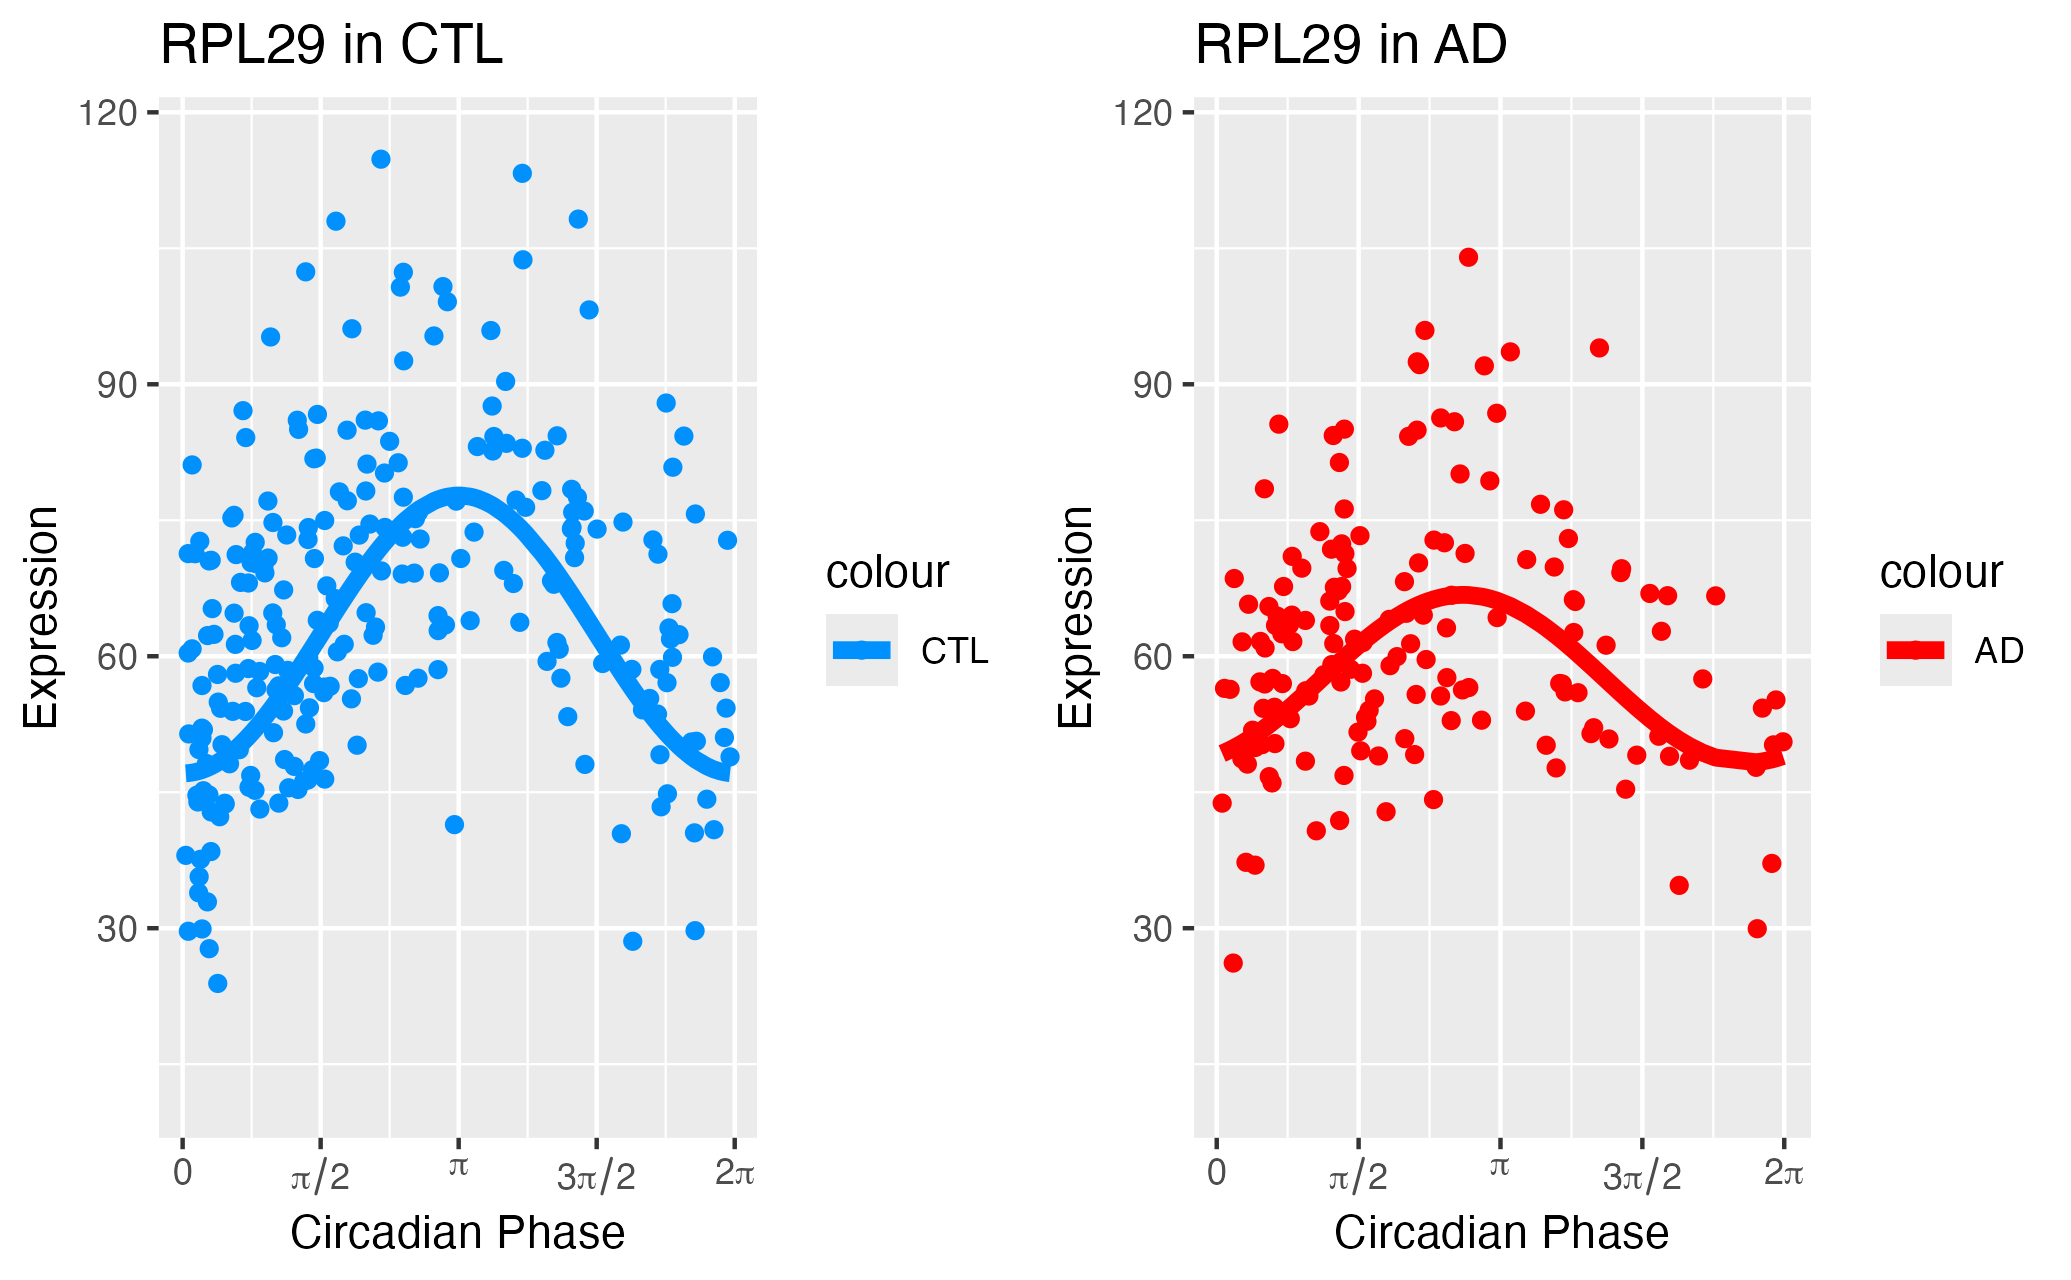 RPL29 in CTL
120
90
60
30
Expression
0 π/2 π 3π/2 2π
Circadian Phase
colour
CTL
RPL29 in AD
120
90
60
30
Expression
0 π/2 π 3π/2 2π
Circadian Phase
colour
AD